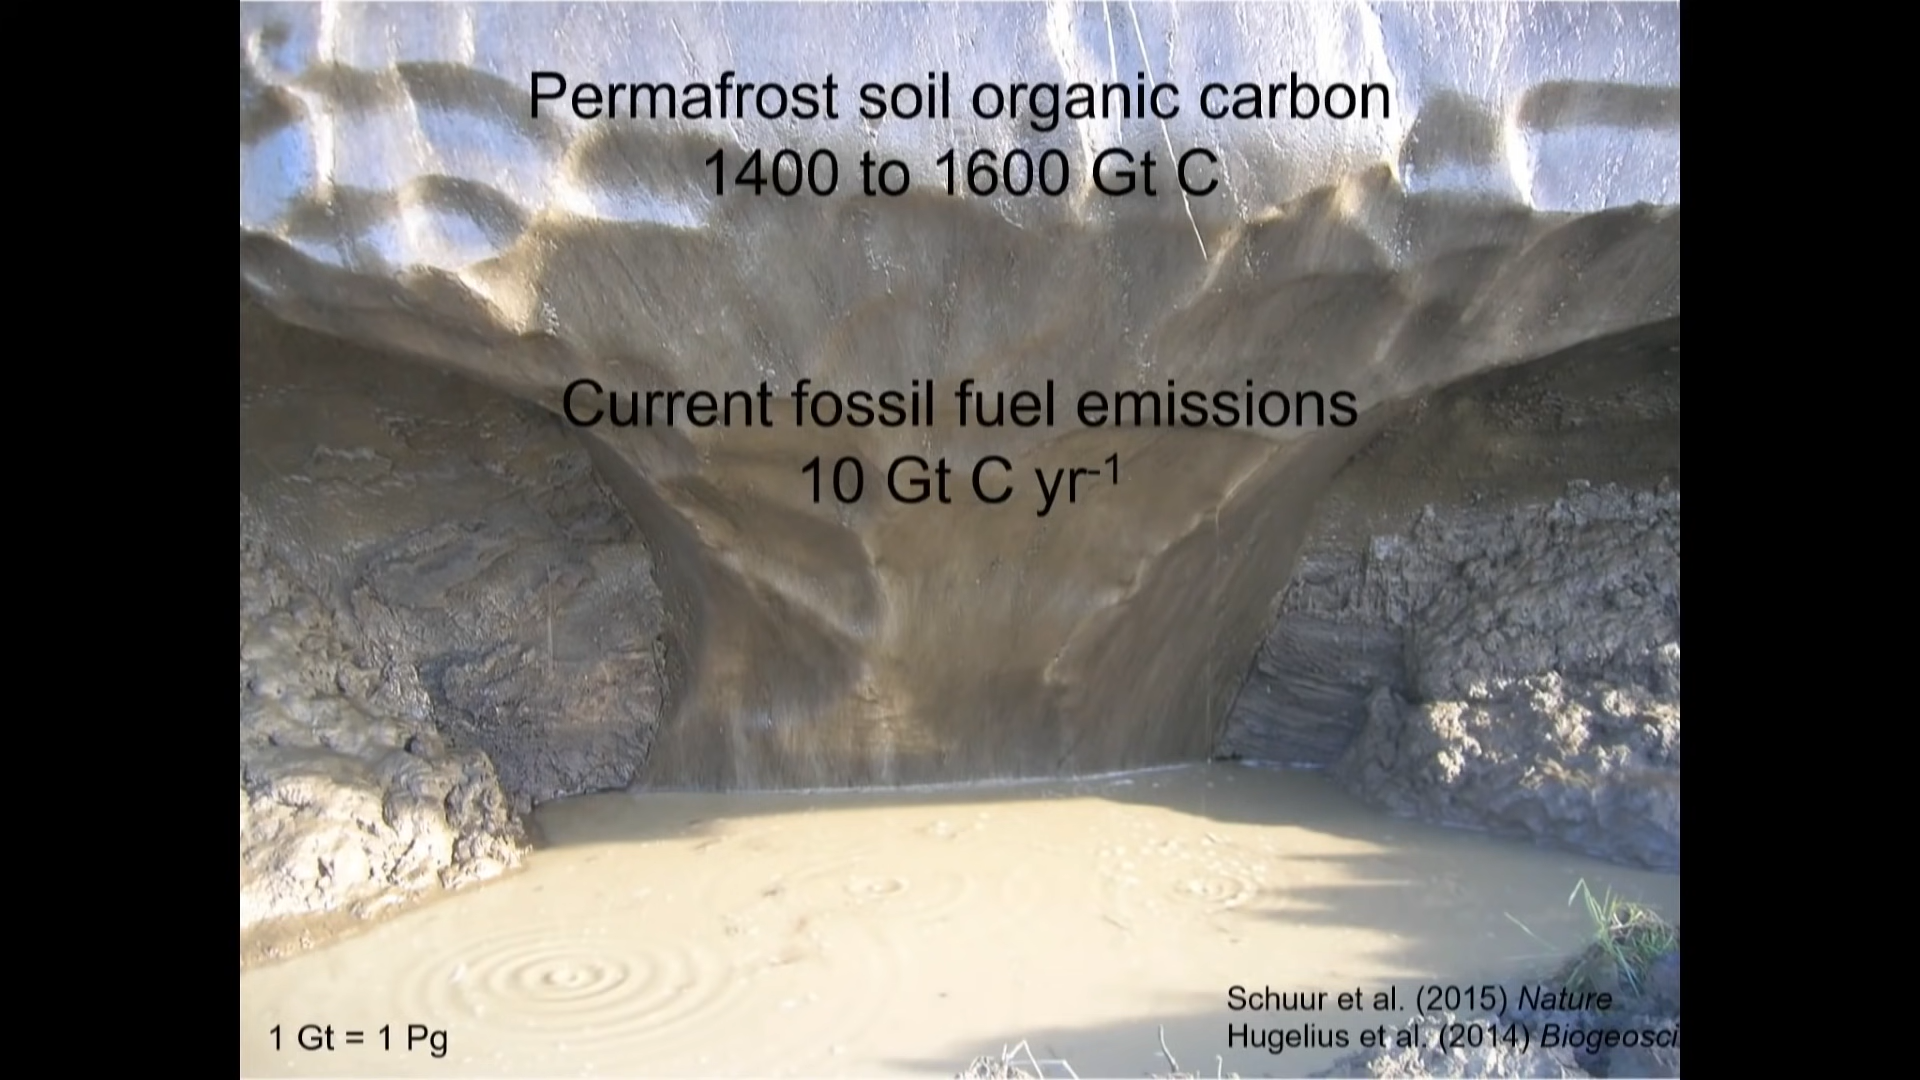 Permafrost soil organic carbon
1400 to 1600 Gt C
Current fossil fuel emissions
10 Gt C yr⁻¹
1 Gt = 1 Pg
Schuur et al. (2015) Nature
Hugelius et al. (2014) Biogeosci